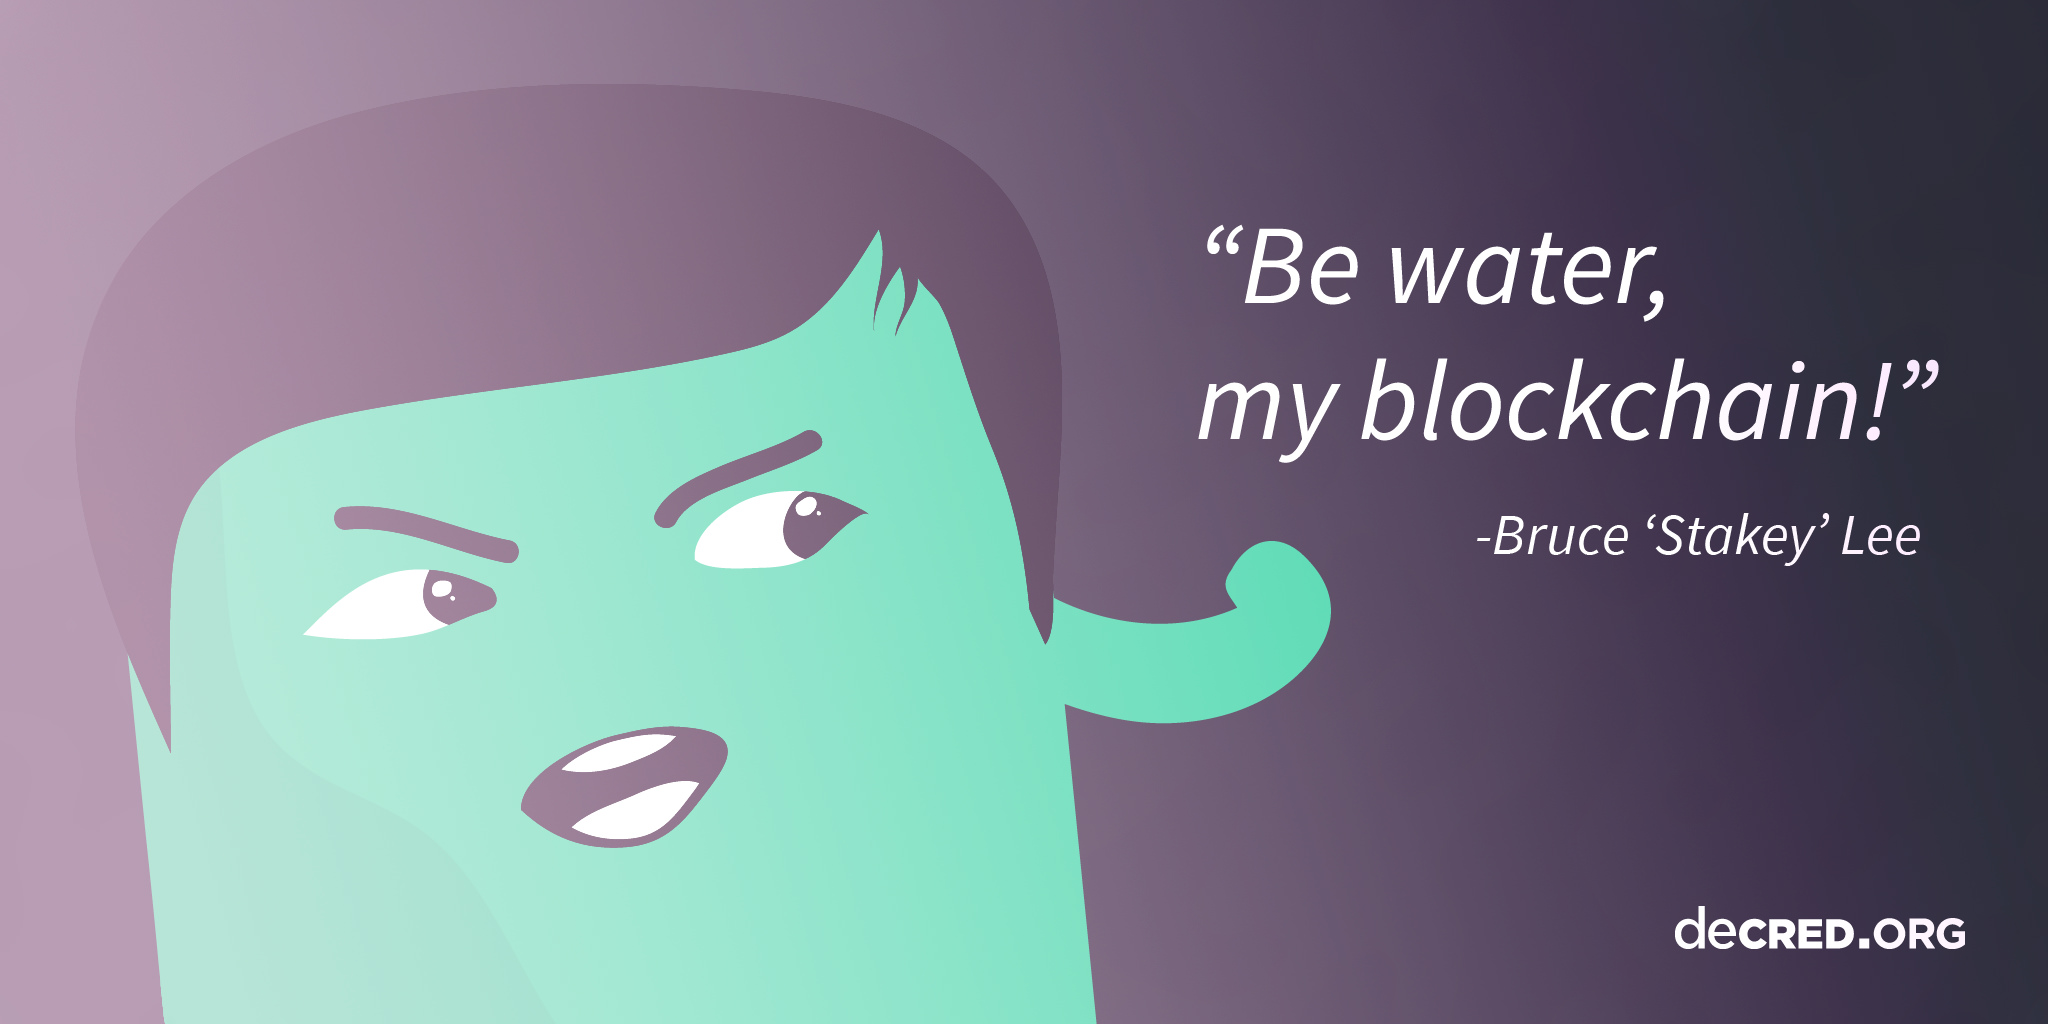 “Be water,
my blockchain!”
-Bruce ‘Stakey’ Lee
deCRED.ORG